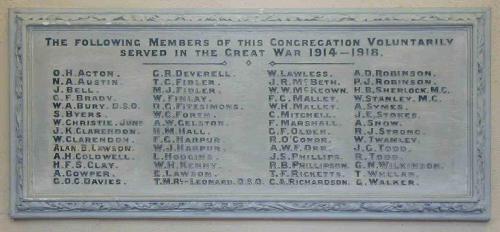 THE FOLLOWING MEMBERS OF THIS CONGREGATION VOLUNTARILY
SERVED IN THE GREAT WAR 1914-1918.
O.H. ACTON.
N.A. AUSTIN.
J. BELL.
C.F. BRADY.
W.A. BURY. D.S.O.
S. BYERS.
W. CHRISTIE. JUNR
J.K. CLARENDON.
W. CLARENDON.
ALAN B. LAWSON.
A.H. COLDWELL.
H.F.S. CLAY.
A. COWPER.
C.O.C. DAVIES.
G.R. DEVERELL.
T.C. FIDLER.
M.J. FIDLER.
W. FINLAY.
D.C. FITZSIMONS.
W.C. FORTH.
A.W. GELSTON.
H.M. HALL.
F.C. HARPUR.
W.J. HARPUR
L. HOGGINS.
W.H. KENNY.
E. LAWSON.
LEONARD. D.S.O.
W. LAWLESS.
J.R. MCBETH.
W.W. MCKEOWN.
F.C. MALLET.
W.H. MALLET.
C. MITCHELL.
F. MARSHALL.
G.F. OLDEN.
R. O'CONOR.
A.W.F. ORR.
J.S. PHILLIPS.
R.B. PHILLIPSON.
T.F. RICKETTS.
C.A. RICHARDSON.
A.D. ROBINSON.
P.J. ROBINSON.
H.B. SHERLOCK. M.C.
W. STANLEY. M.C.
A. SYMES.
J.E. STOKES.
A. SNOW.
R.J. STRONG.
W. TWAMLEY.
J.G. TODD.
R. TODD.
G.N. WILKINSON.
T. WHELAN.
G. WALKER.